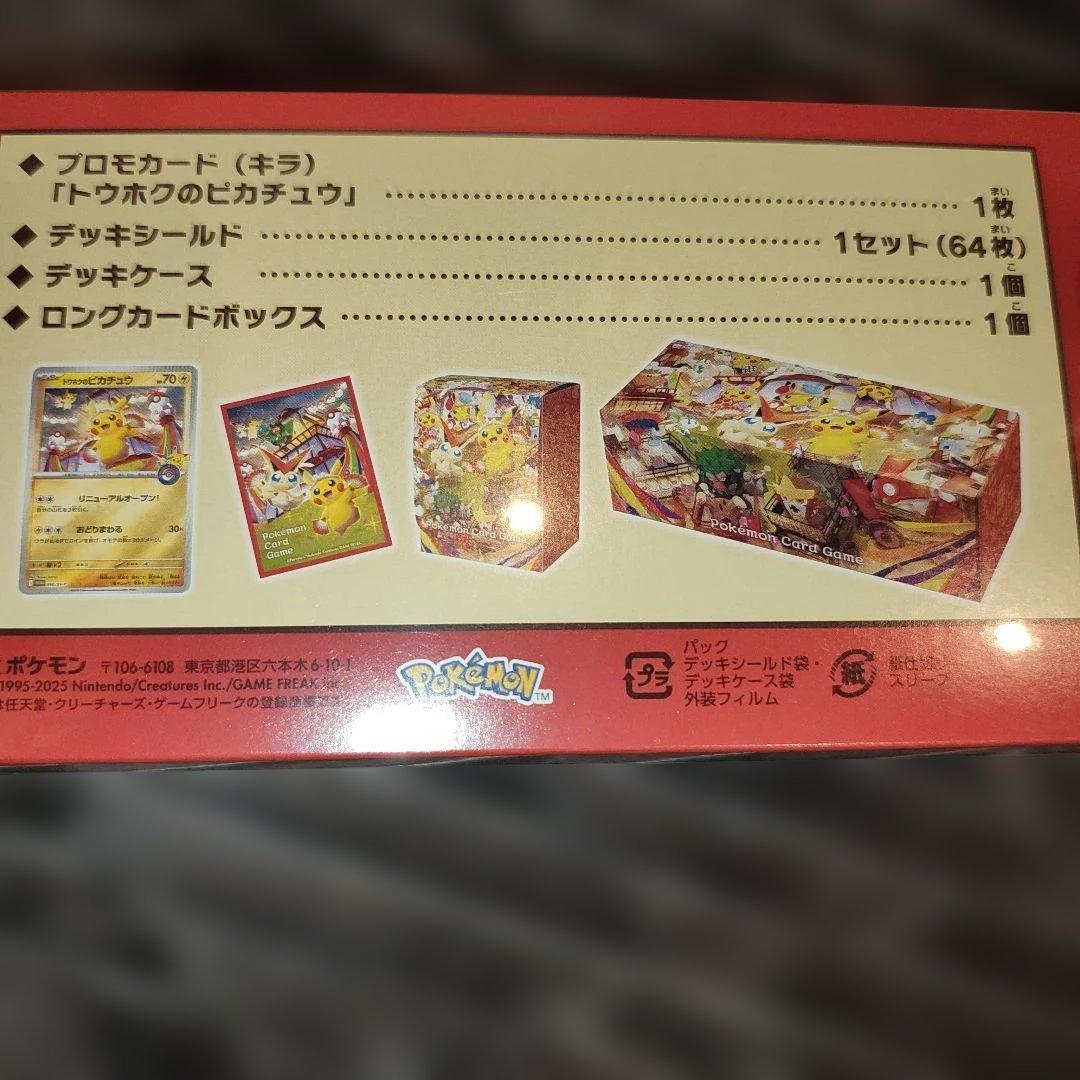 ◆ プロモカード（キラ）
「トウホクのピカチュウ」 1枚
まい
◆ デッキシールド 1セット（64枚）
まい
◆ デッキケース 1個
こ
◆ ロングカードボックス 1個
こ
トウホクのピカチュウ
70
リニューアルオープン!
おどりまわる 30×
Pokémon
Card
Game
Pokémon Card Game
Pokémon Card Game
ポケモン 〒106-6108 東京都港区六本木6-10-1
1995-2025 Nintendo/Creatures Inc./GAME FREAK inc.
任天堂・クリーチャーズ・ゲームフリークの登録商標です
POKÉMON TM
プラ
パック
デッキシールド袋・
デッキケース袋
外装フィルム
紙
スリーブ